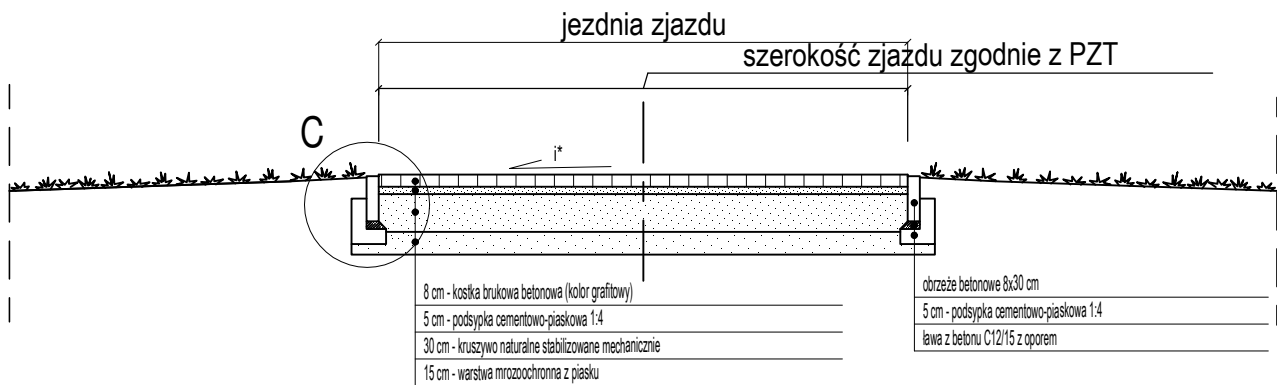 jezdnia zjazdu
szerokość zjazdu zgodnie z PZT
C
i*
8 cm - kostka brukowa betonowa (kolor grafitowy)
5 cm - podsypka cementowo-piaskowa 1:4
30 cm - kruszywo naturalne stabilizowane mechanicznie
15 cm - warstwa mrozoochronna z piasku
obrzeże betonowe 8x30 cm
5 cm - podsypka cementowo-piaskowa 1:4
ława z betonu C12/15 z oporem